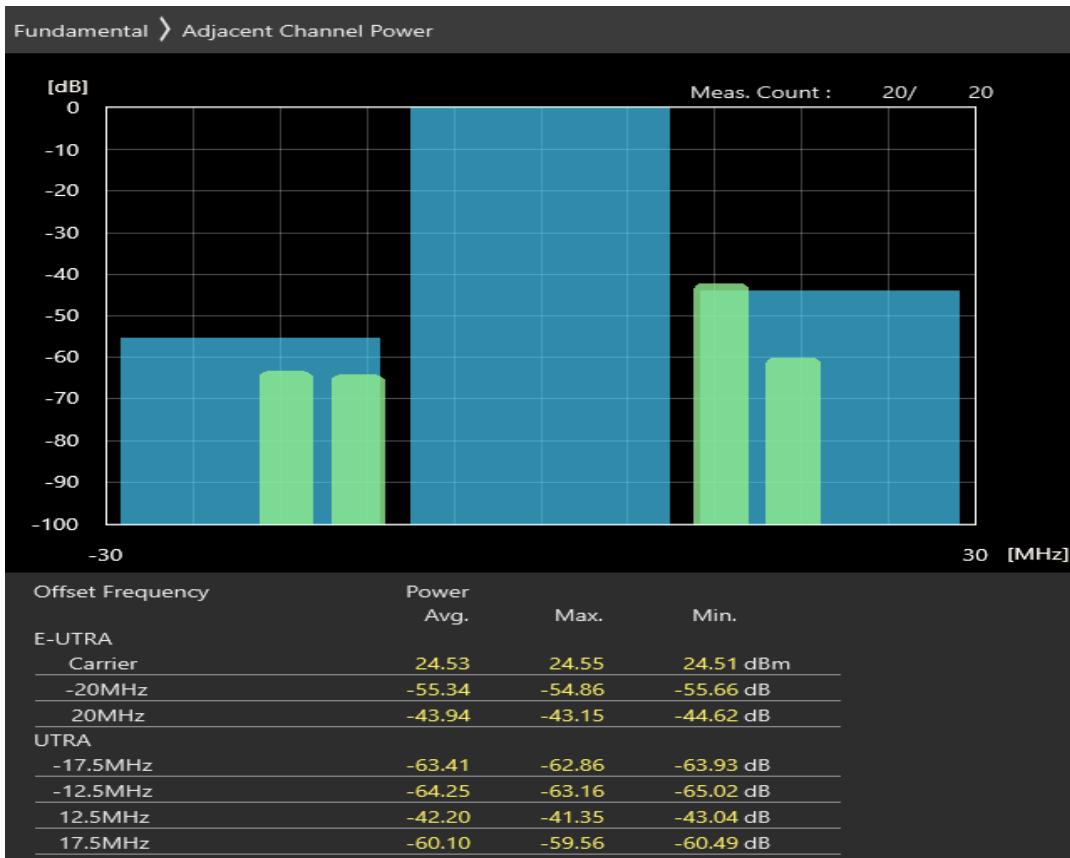 Fundamental 〉 Adjacent Channel Power
[dB]
Meas. Count : 20/ 20
0
-10
-20
-30
-40
-50
-60
-70
-80
-90
-100
-30 30 [MHz]
Offset Frequency Power
Avg. Max. Min.
E-UTRA
Carrier 24.53 24.55 24.51 dBm
-20MHz -55.34 -54.86 -55.66 dB
20MHz -43.94 -43.15 -44.62 dB
UTRA
-17.5MHz -63.41 -62.86 -63.93 dB
-12.5MHz -64.25 -63.16 -65.02 dB
12.5MHz -42.20 -41.35 -43.04 dB
17.5MHz -60.10 -59.56 -60.49 dB